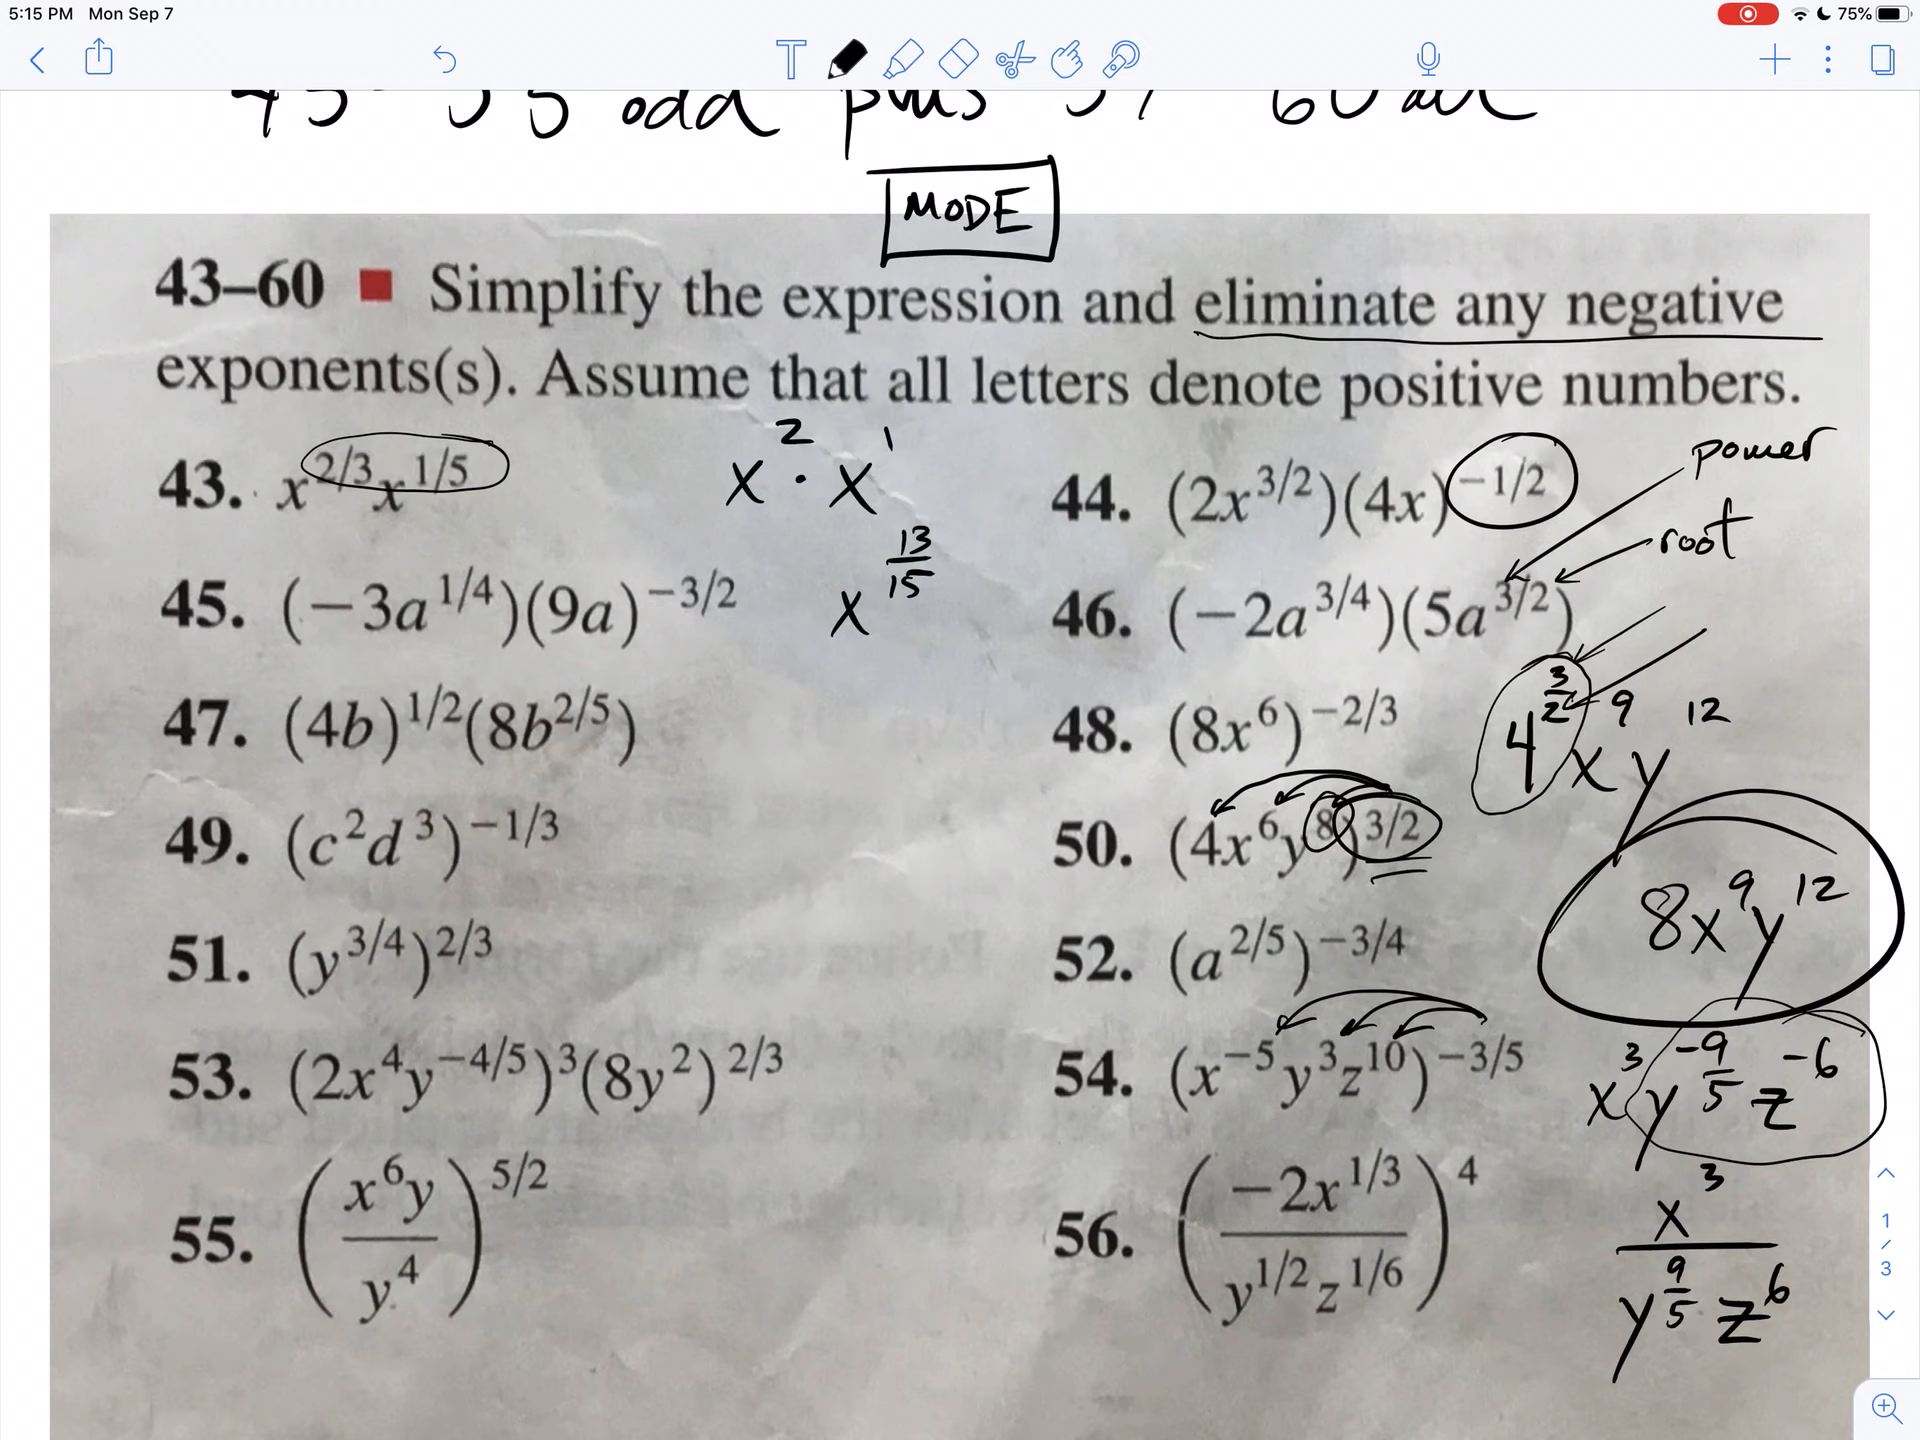 5:15 PM Mon Sep 7
75%
45-55 odd plus 57-60 all
MODE
43–60 ■ Simplify the expression and eliminate any negative
exponents(s). Assume that all letters denote positive numbers.
43. x^{2/3}x^{1/5}
x^2 · x^1
x^{13/15}
44. (2x^{3/2})(4x)^{−1/2}
power
root
45. (−3a^{1/4})(9a)^{−3/2}
46. (−2a^{3/4})(5a^{3/2})
47. (4b)^{1/2}(8b^{2/5})
48. (8x^6)^{−2/3}
4^{3/2} x^9 y^{12}
49. (c^2d^3)^{−1/3}
50. (4x^6y^8)^{3/2}
8x^9y^{12}
51. (y^{3/4})^{2/3}
52. (a^{2/5})^{−3/4}
53. (2x^4y^{−4/5})^3(8y^2)^{2/3}
54. (x^{−5}y^3z^{10})^{−3/5}
x^3 y^{-9/5} z^{-6}
55. (x^6y / y^4)^{5/2}
56. (−2x^{1/3} / y^{1/2}z^{1/6})^4
x^3 / y^{9/5} z^6
1/3